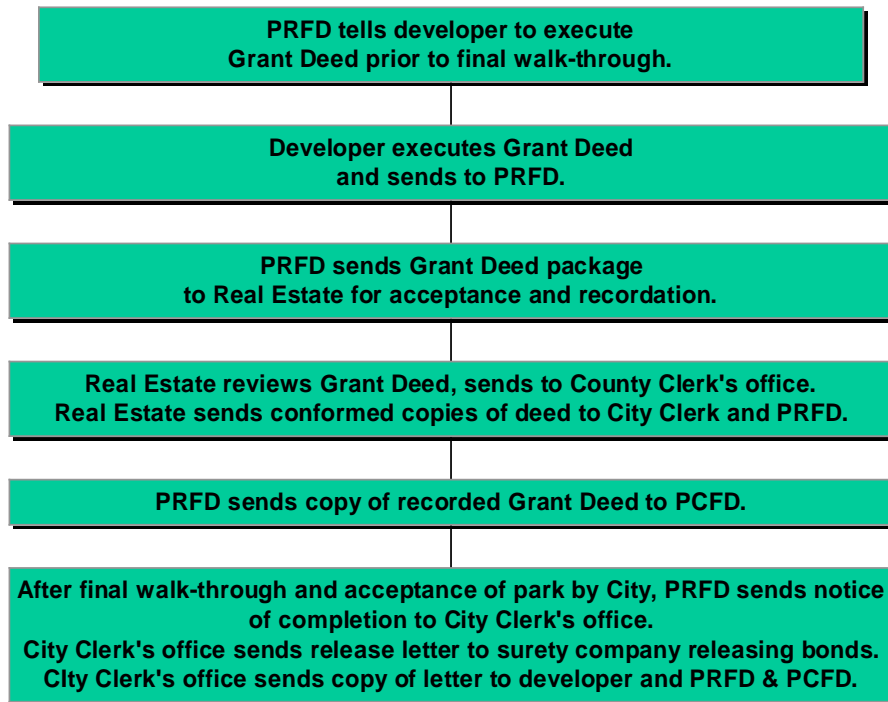 PRFD tells developer to execute
Grant Deed prior to final walk-through.
Developer executes Grant Deed
and sends to PRFD.
PRFD sends Grant Deed package
to Real Estate for acceptance and recordation.
Real Estate reviews Grant Deed, sends to County Clerk's office.
Real Estate sends conformed copies of deed to City Clerk and PRFD.
PRFD sends copy of recorded Grant Deed to PCFD.
After final walk-through and acceptance of park by City, PRFD sends notice
of completion to City Clerk's office.
City Clerk's office sends release letter to surety company releasing bonds.
CIty Clerk's office sends copy of letter to developer and PRFD & PCFD.